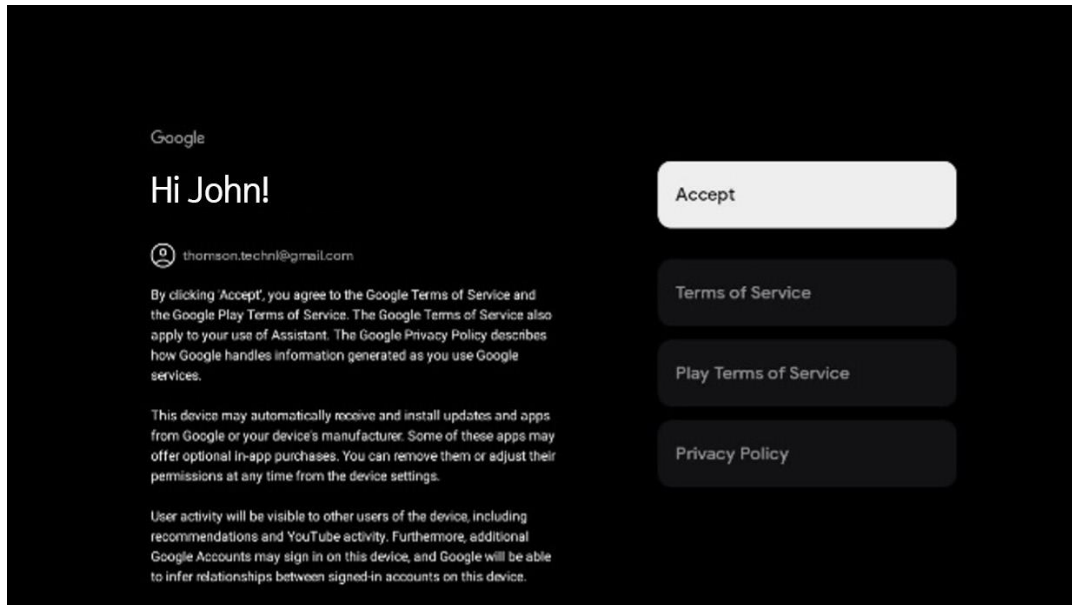 Google
Hi John!
thomson.technl@gmail.com
By clicking 'Accept', you agree to the Google Terms of Service and
the Google Play Terms of Service. The Google Terms of Service also
apply to your use of Assistant. The Google Privacy Policy describes
how Google handles information generated as you use Google
services.
This device may automatically receive and install updates and apps
from Google or your device's manufacturer. Some of these apps may
offer optional in-app purchases. You can remove them or adjust their
permissions at any time from the device settings.
User activity will be visible to other users of the device, including
recommendations and YouTube activity. Furthermore, additional
Google Accounts may sign in on this device, and Google will be able
to infer relationships between signed-in accounts on this device.
Accept
Terms of Service
Play Terms of Service
Privacy Policy